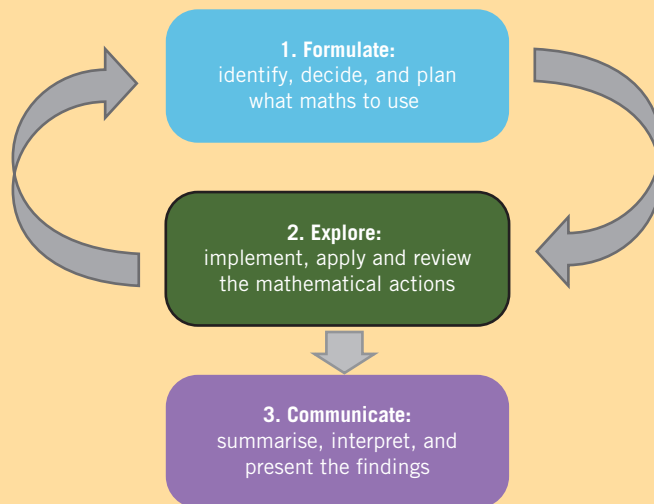 1. Formulate:
identify, decide, and plan
what maths to use
2. Explore:
implement, apply and review
the mathematical actions
3. Communicate:
summarise, interpret, and
present the findings